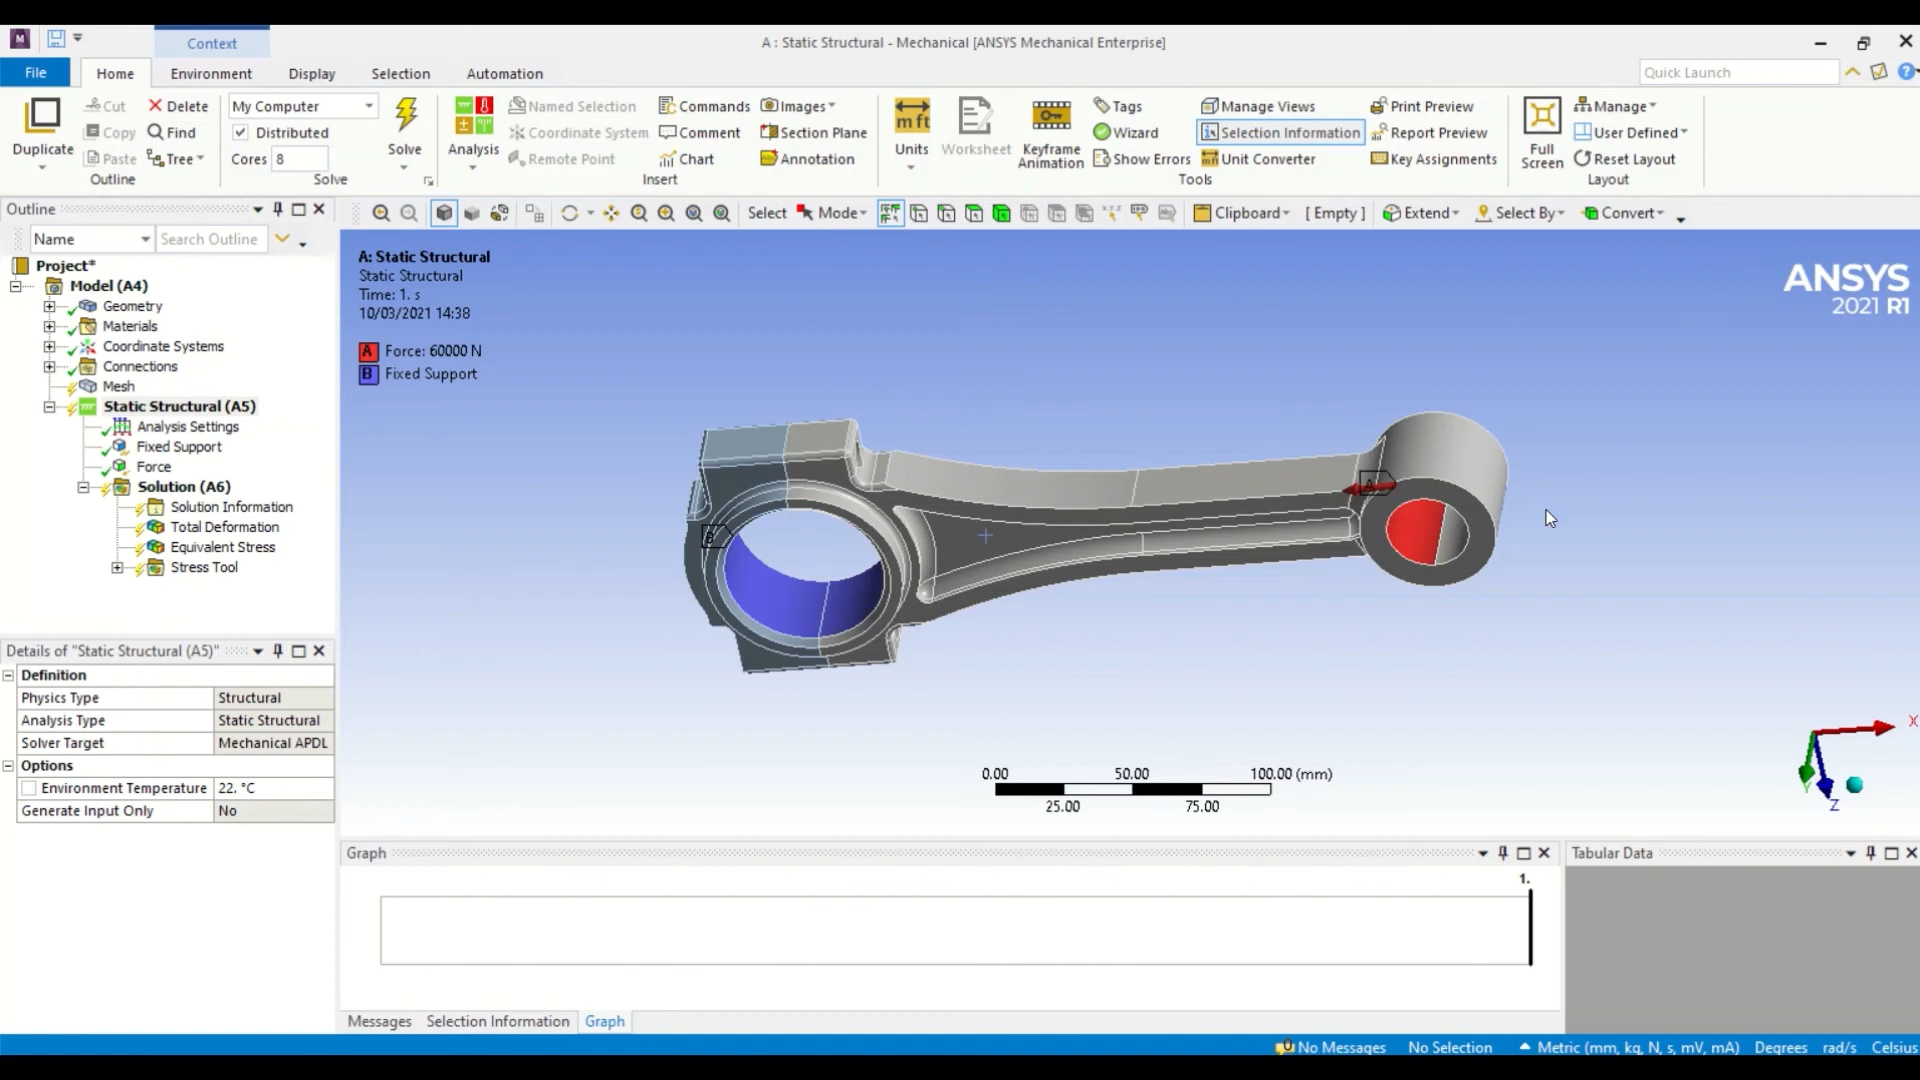 M
Context
A : Static Structural - Mechanical [ANSYS Mechanical Enterprise]
File
Home
Environment
Display
Selection
Automation
Quick Launch
Duplicate
Cut
Copy
Paste
Delete
Find
Tree
Outline
My Computer
Distributed
Cores 8
Solve
Solve
Analysis
Named Selection
Coordinate System
Remote Point
Commands
Comment
Chart
Images
Section Plane
Annotation
Insert
Units
Worksheet
Keyframe Animation
Tags
Wizard
Show Errors
Manage Views
Selection Information
Unit Converter
Print Preview
Report Preview
Key Assignments
Tools
Full Screen
Manage
User Defined
Reset Layout
Layout
Outline
Name
Search Outline
Select
Mode
Clipboard
[ Empty ]
Extend
Select By
Convert
Project*
Model (A4)
Geometry
Materials
Coordinate Systems
Connections
Mesh
Static Structural (A5)
Analysis Settings
Fixed Support
Force
Solution (A6)
Solution Information
Total Deformation
Equivalent Stress
Stress Tool
A: Static Structural
Static Structural
Time: 1. s
10/03/2021 14:38
A Force: 60000 N
B Fixed Support
ANSYS
2021 R1
A
B
X
Y
Z
0.00 50.00 100.00 (mm)
25.00 75.00
Details of "Static Structural (A5)"
Definition
Physics Type Structural
Analysis Type Static Structural
Solver Target Mechanical APDL
Options
Environment Temperature 22. °C
Generate Input Only No
Graph
1.
Tabular Data
Messages
Selection Information
Graph
No Messages
No Selection
Metric (mm, kg, N, s, mV, mA)
Degrees
rad/s
Celsius